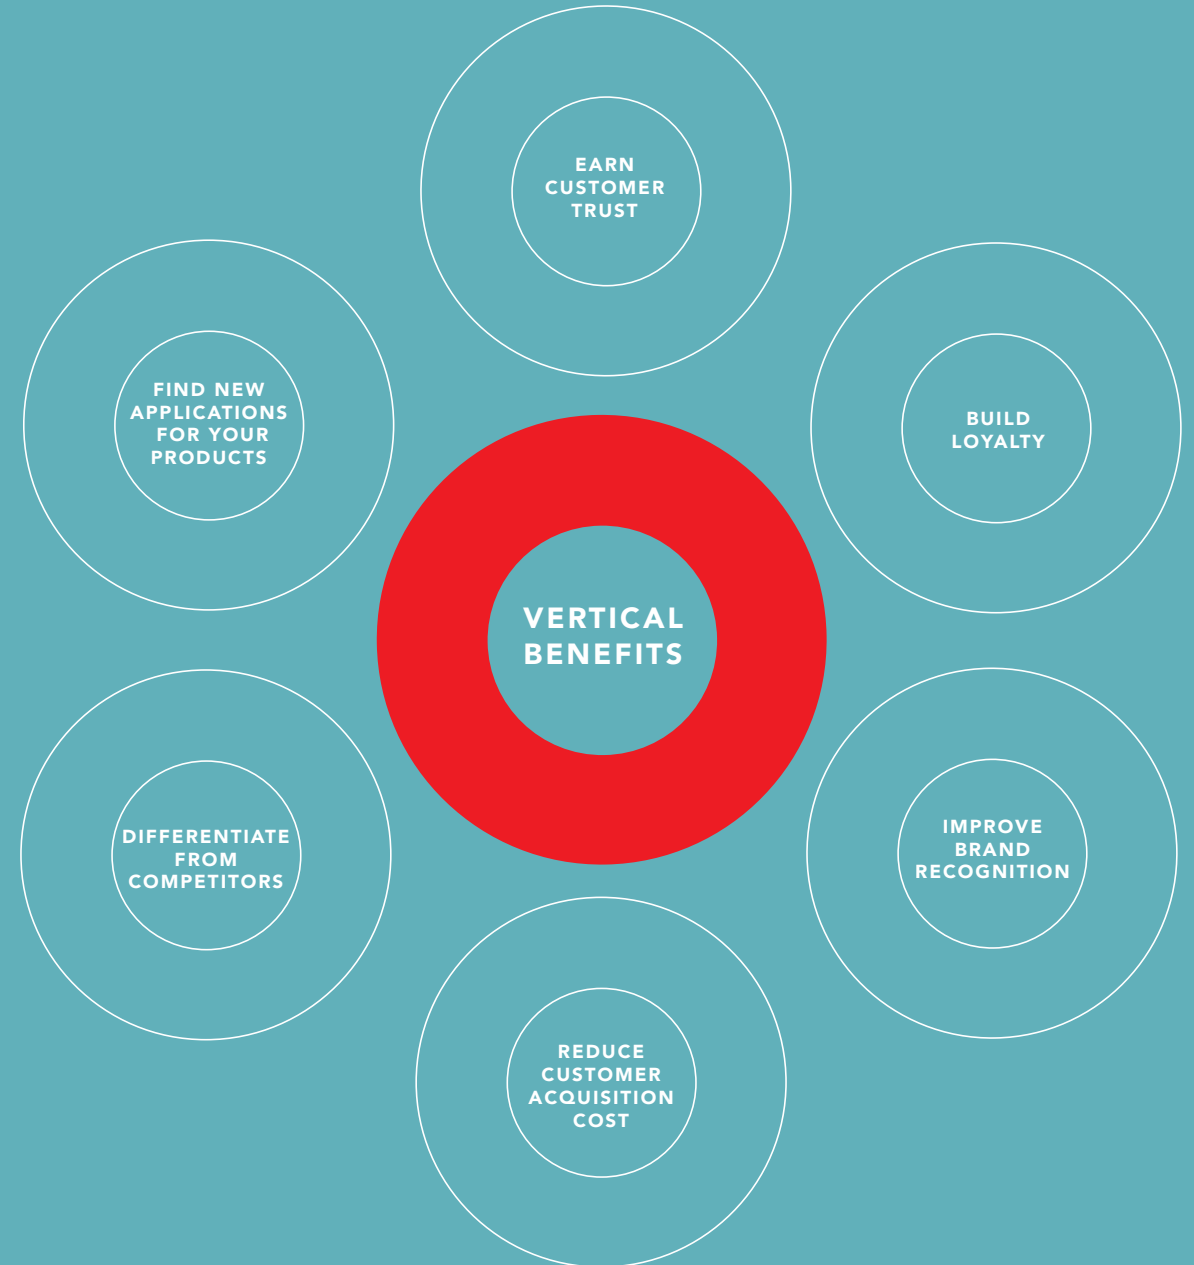 EARN
CUSTOMER
TRUST
FIND NEW
APPLICATIONS
FOR YOUR
PRODUCTS
BUILD
LOYALTY
VERTICAL
BENEFITS
DIFFERENTIATE
FROM
COMPETITORS
IMPROVE
BRAND
RECOGNITION
REDUCE
CUSTOMER
ACQUISITION
COST